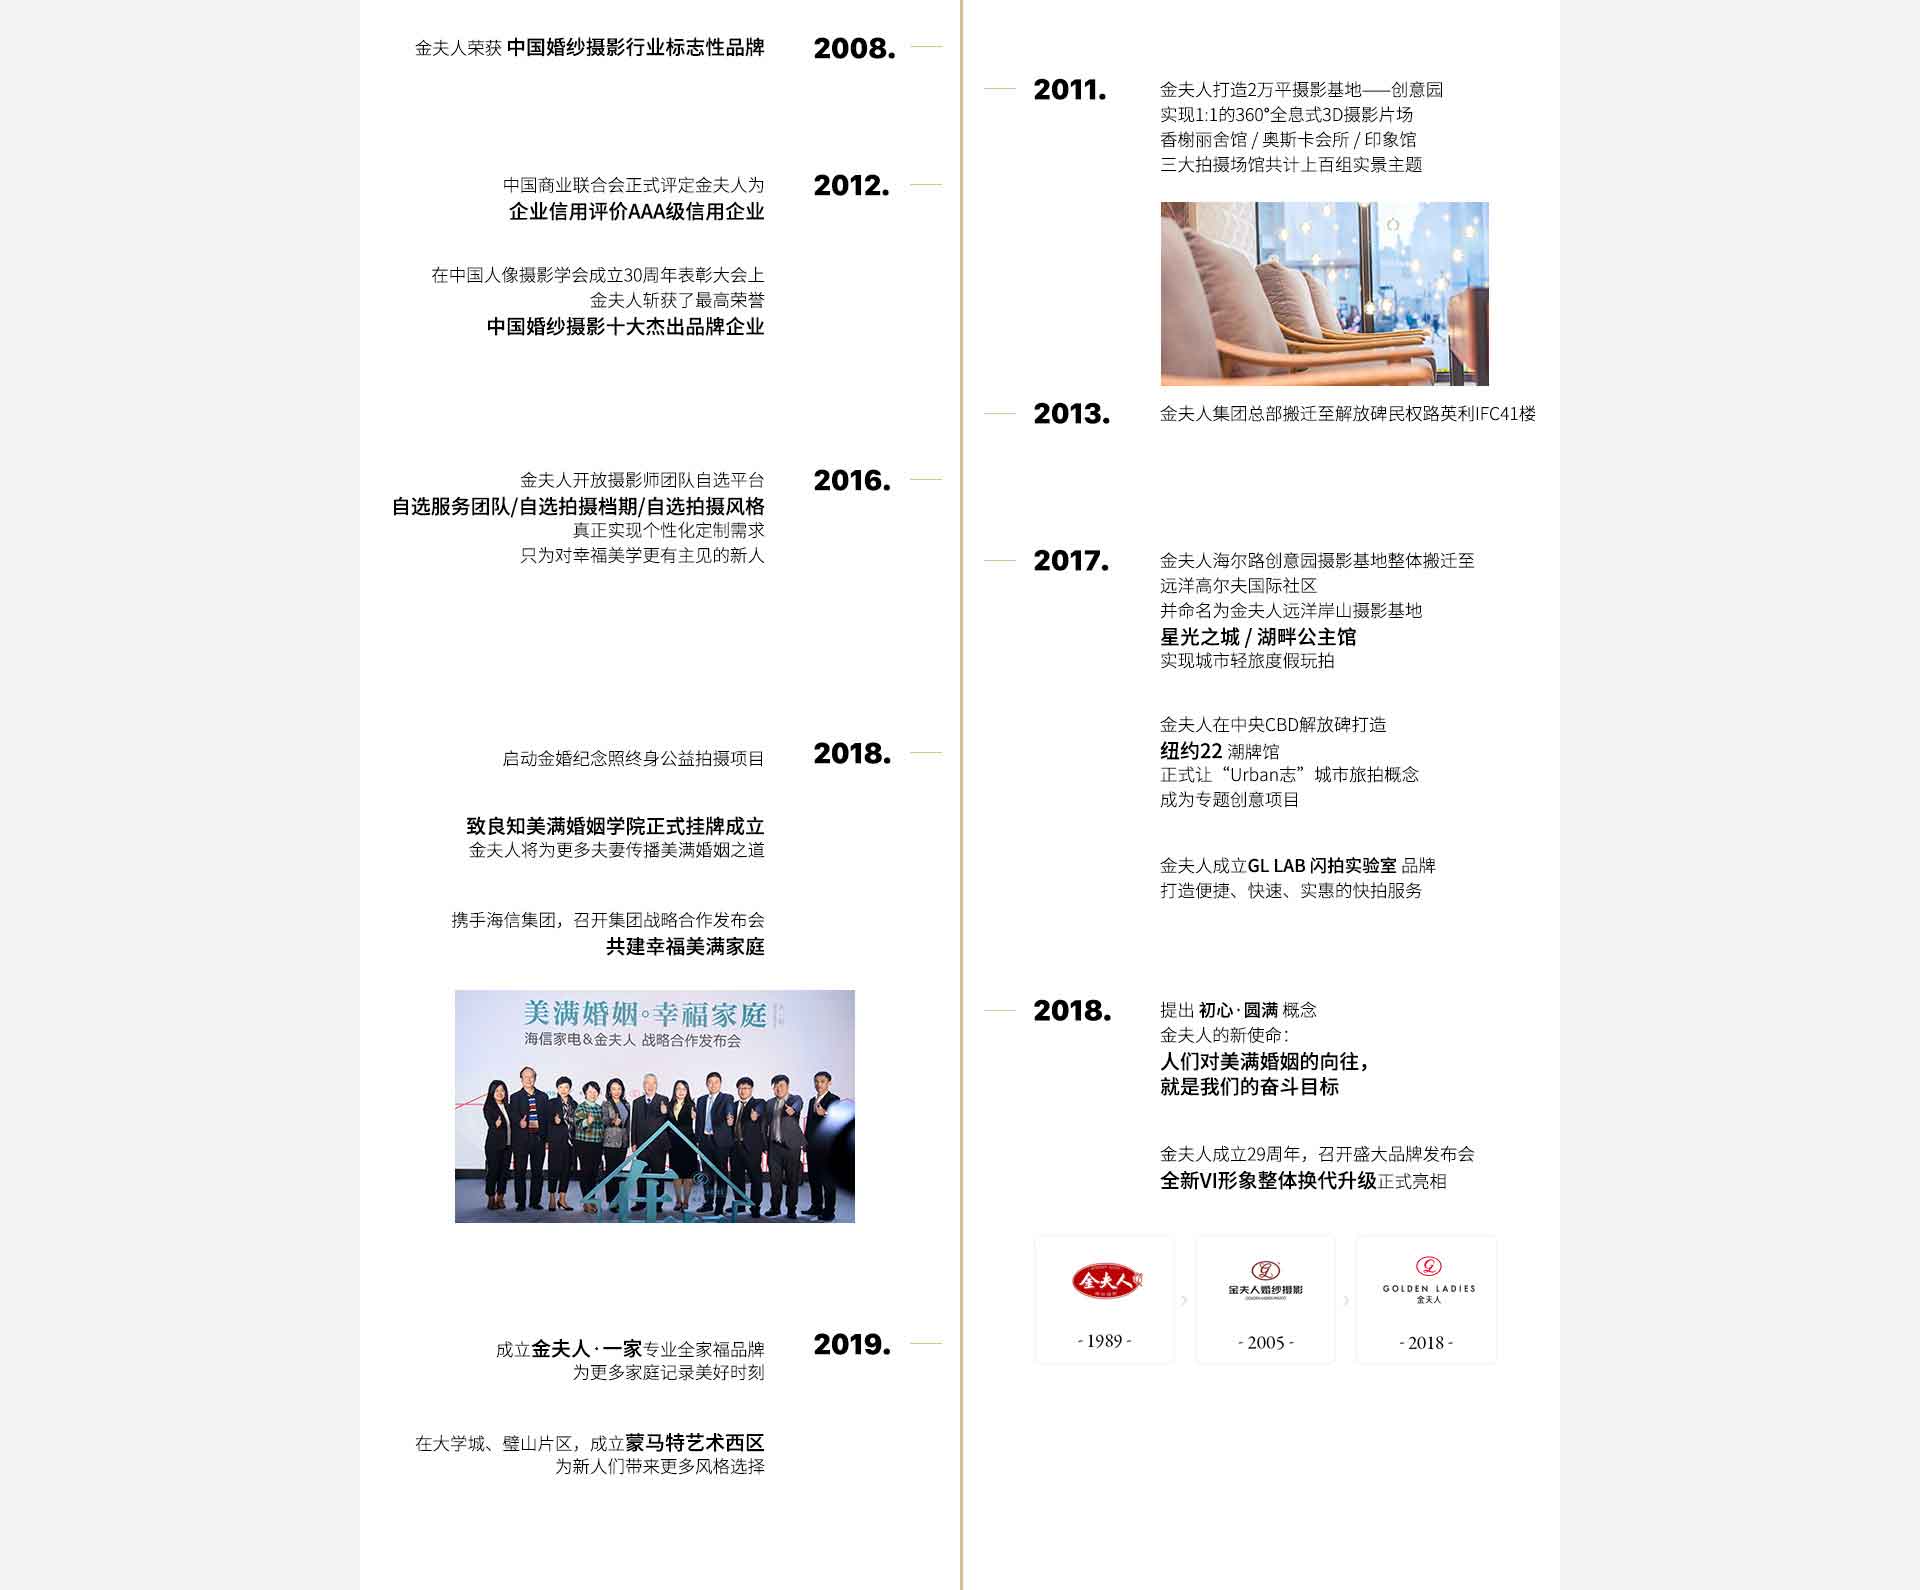 金夫人荣获 中国婚纱摄影行业标志性品牌
2008.
2011.
金夫人打造2万平摄影基地——创意园
实现1:1的360°全息式3D摄影片场
香榭丽舍馆 / 奥斯卡会所 / 印象馆
三大拍摄场馆共计上百组实景主题
2012.
中国商业联合会正式评定金夫人为
企业信用评价AAA级信用企业
在中国人像摄影学会成立30周年表彰大会上
金夫人斩获了最高荣誉
中国婚纱摄影十大杰出品牌企业
2013.
金夫人集团总部搬迁至解放碑民权路英利IFC41楼
2016.
金夫人开放摄影师团队自选平台
自选服务团队/自选拍摄档期/自选拍摄风格
真正实现个性化定制需求
只为对幸福美学更有主见的新人
2017.
金夫人海尔路创意园摄影基地整体搬迁至
远洋高尔夫国际社区
并命名为金夫人远洋岸山摄影基地
星光之城 / 湖畔公主馆
实现城市轻旅度假玩拍
金夫人在中央CBD解放碑打造
纽约22 潮牌馆
正式让“Urban志”城市旅拍概念
成为专题创意项目
金夫人成立GL LAB 闪拍实验室 品牌
打造便捷、快速、实惠的快拍服务
2018.
启动金婚纪念照终身公益拍摄项目
致良知美满婚姻学院正式挂牌成立
金夫人将为更多夫妻传播美满婚姻之道
携手海信集团，召开集团战略合作发布会
共建幸福美满家庭
美满婚姻。幸福家庭
海信家电&金夫人 战略合作发布会
在
2018.
提出 初心·圆满 概念
金夫人的新使命：
人们对美满婚姻的向往，
就是我们的奋斗目标
金夫人成立29周年，召开盛大品牌发布会
全新VI形象整体换代升级正式亮相
金夫人
- 1989 -
金夫人婚纱摄影
- 2005 -
GOLDEN LADIES
金夫人
- 2018 -
2019.
成立金夫人·一家专业全家福品牌
为更多家庭记录美好时刻
在大学城、璧山片区，成立蒙马特艺术西区
为新人们带来更多风格选择